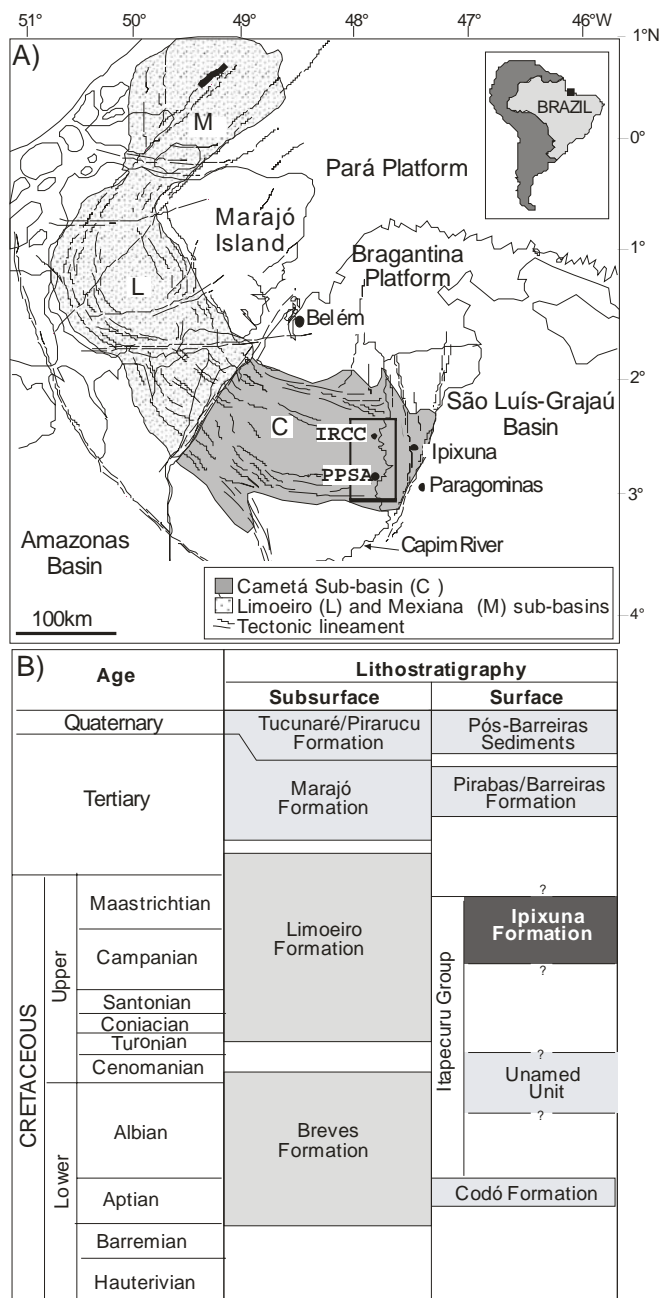 51° 50° 49° 48° 47° 46°W
1°N
A)
BRAZIL
M
0°
Pará Platform
Marajó
Island
Bragantina
Platform
1°
L
Belém
2°
São Luís-Grajaú
Basin
C
IRCC
Ipixuna
PPSA
Paragominas
3°
Amazonas
Basin
Capim River
Cametá Sub-basin (C )
Limoeiro (L) and Mexiana (M) sub-basins
Tectonic lineament
100km
4°
B)
Age
Lithostratigraphy
Subsurface
Surface
Quaternary
Tucunaré/Pirarucu
Formation
Pós-Barreiras
Sediments
Tertiary
Marajó
Formation
Pirabas/Barreiras
Formation
?
CRETACEOUS
Upper
Maastrichtian
Limoeiro
Formation
Itapecuru Group
Ipixuna
Formation
Campanian
?
Santonian
Coniacian
Turonian
?
Cenomanian
Unamed
Unit
Lower
Albian
Breves
Formation
?
Aptian
Codó Formation
Barremian
Hauterivian